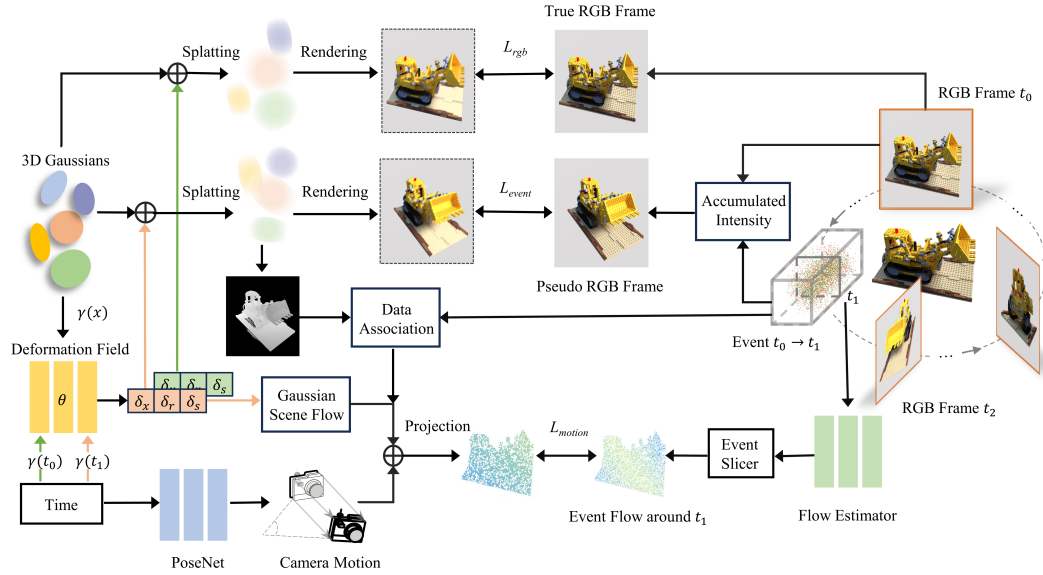 True RGB Frame
Splatting
Rendering
L_rgb
RGB Frame t_0
3D Gaussians
Splatting
Rendering
L_event
Accumulated
Intensity
...
Pseudo RGB Frame
t_1
γ(x)
Data
Association
Event t_0 → t_1
...
Deformation Field
δ_r δ_s
δ_x δ_r δ_s
θ
Gaussian
Scene Flow
RGB Frame t_2
Projection
L_motion
γ(t_0)
γ(t_1)
Event
Slicer
Time
Event Flow around t_1
Flow Estimator
PoseNet
Camera Motion